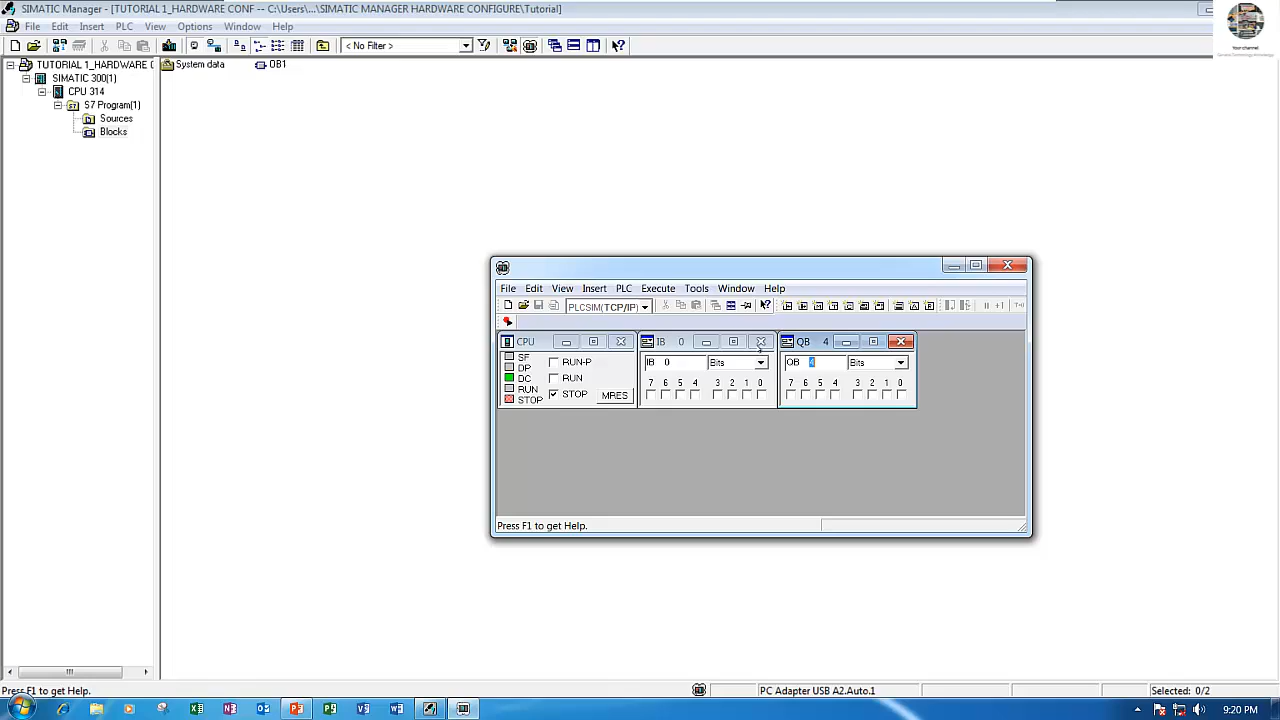 SIMATIC Manager - [TUTORIAL 1_HARDWARE CONF -- C:\Users\...\SIMATIC MANAGER HARDWARE CONFIGURE\Tutorial]
File Edit Insert PLC View Options Window Help
< No Filter >
TUTORIAL 1_HARDWARE C
SIMATIC 300(1)
CPU 314
S7 Program(1)
Sources
Blocks
System data OB1
Your channel
File Edit View Insert PLC Execute Tools Window Help
PLCSIM(TCP/IP)
CPU
SF
DP
DC
RUN
STOP
RUN-P
RUN
STOP
MRES
IB 0
IB 0 Bits
7 6 5 4 3 2 1 0
QB 4
QB 4 Bits
7 6 5 4 3 2 1 0
Press F1 to get Help.
Press F1 to get Help. PC Adapter USB A2.Auto.1 Selected: 0/2
9:20 PM